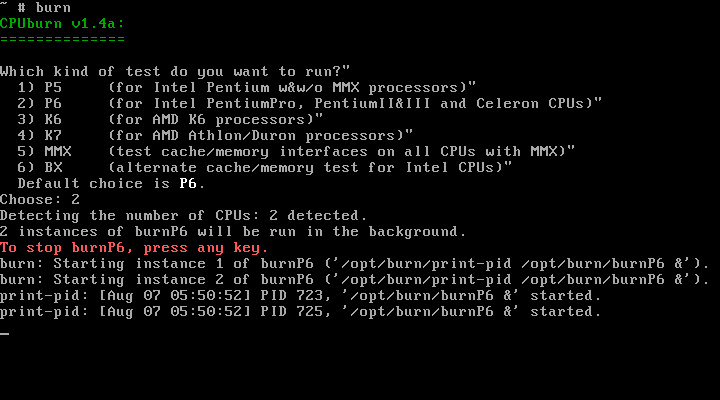 ~ # burn
CPUburn v1.4a:
==============
Which kind of test do you want to run?"
  1) P5      (for Intel Pentium w&w/o MMX processors)"
  2) P6      (for Intel PentiumPro, PentiumII&III and Celeron CPUs)"
  3) K6      (for AMD K6 processors)"
  4) K7      (for AMD Athlon/Duron processors)"
  5) MMX     (test cache/memory interfaces on all CPUs with MMX)"
  6) BX      (alternate cache/memory test for Intel CPUs)"
  Default choice is P6.
Choose: 2
Detecting the number of CPUs: 2 detected.
2 instances of burnP6 will be run in the background.
To stop burnP6, press any key.
burn: Starting instance 1 of burnP6 ('/opt/burn/print-pid /opt/burn/burnP6 &').
burn: Starting instance 2 of burnP6 ('/opt/burn/print-pid /opt/burn/burnP6 &').
print-pid: [Aug 07 05:50:52] PID 723, '/opt/burn/burnP6 &' started.
print-pid: [Aug 07 05:50:52] PID 725, '/opt/burn/burnP6 &' started.
_